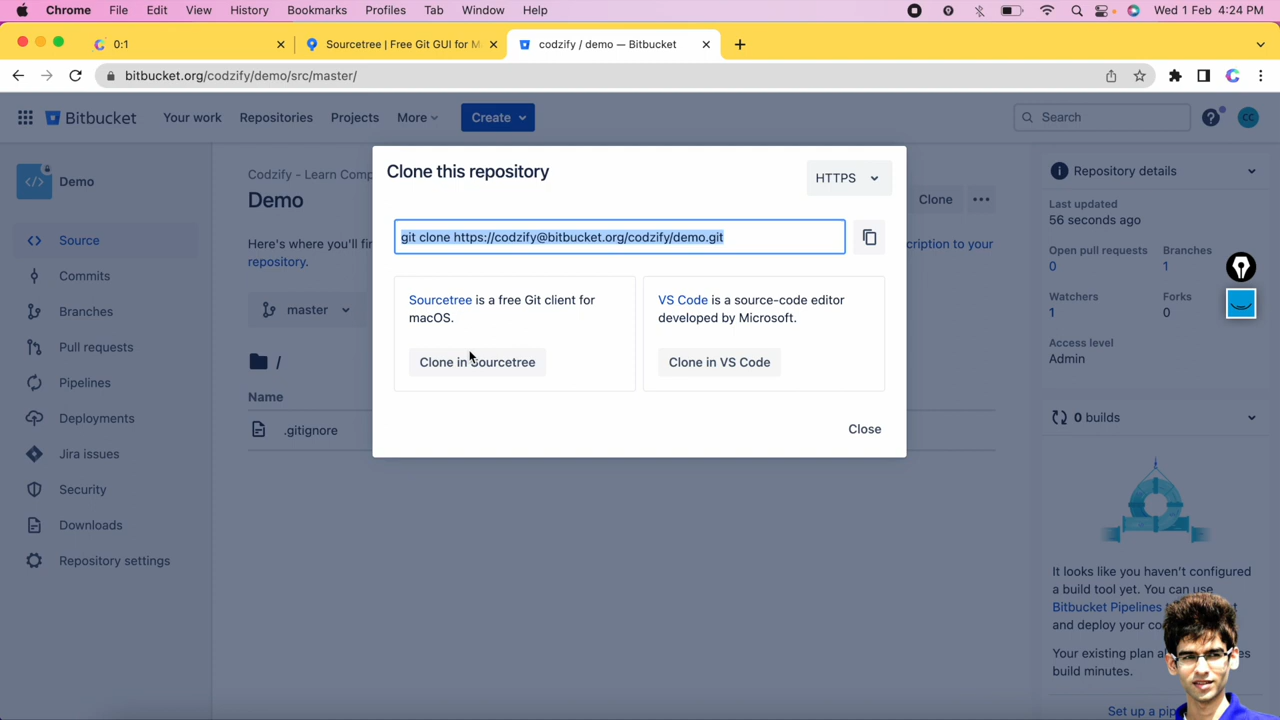 Chrome File Edit View History Bookmarks Profiles Tab Window Help Wed 1 Feb 4:24 PM
0:1
Sourcetree | Free Git GUI for M
codzify / demo — Bitbucket
bitbucket.org/codzify/demo/src/master/
Bitbucket Your work Repositories Projects More Create Search CC
Demo
Source
Commits
Branches
Pull requests
Pipelines
Deployments
Jira issues
Security
Downloads
Repository settings
Codzify - Learn Comp
Demo
Clone
Here's where you'll fin
cription to your
repository.
master
/
Name
.gitignore
Clone this repository
HTTPS
git clone https://codzify@bitbucket.org/codzify/demo.git
Sourcetree is a free Git client for
macOS.
Clone in Sourcetree
VS Code is a source-code editor
developed by Microsoft.
Clone in VS Code
Close
Repository details
Last updated
56 seconds ago
Open pull requests Branches
0 1
Watchers Forks
1 0
Access level
Admin
0 builds
It looks like you haven't configured
a build tool yet. You can use
Bitbucket Pipelines
and deploy your co
Your existing plan a
build minutes.
Set up a pip